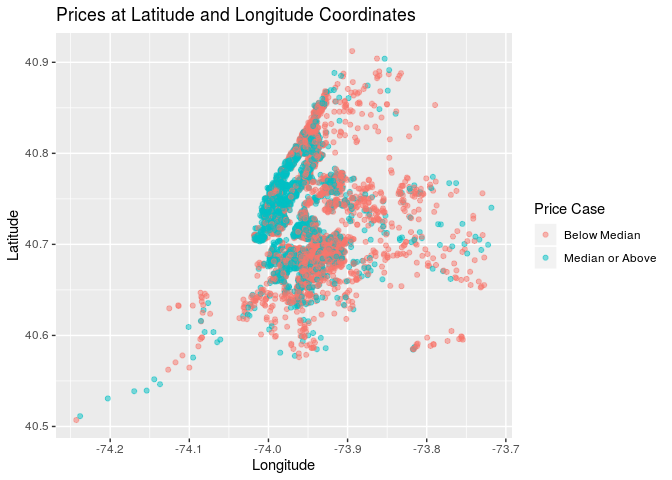 Prices at Latitude and Longitude Coordinates
40.9
40.8
40.7
40.6
40.5
Latitude
-74.2
-74.1
-74.0
-73.9
-73.8
-73.7
Longitude
Price Case
Below Median
Median or Above